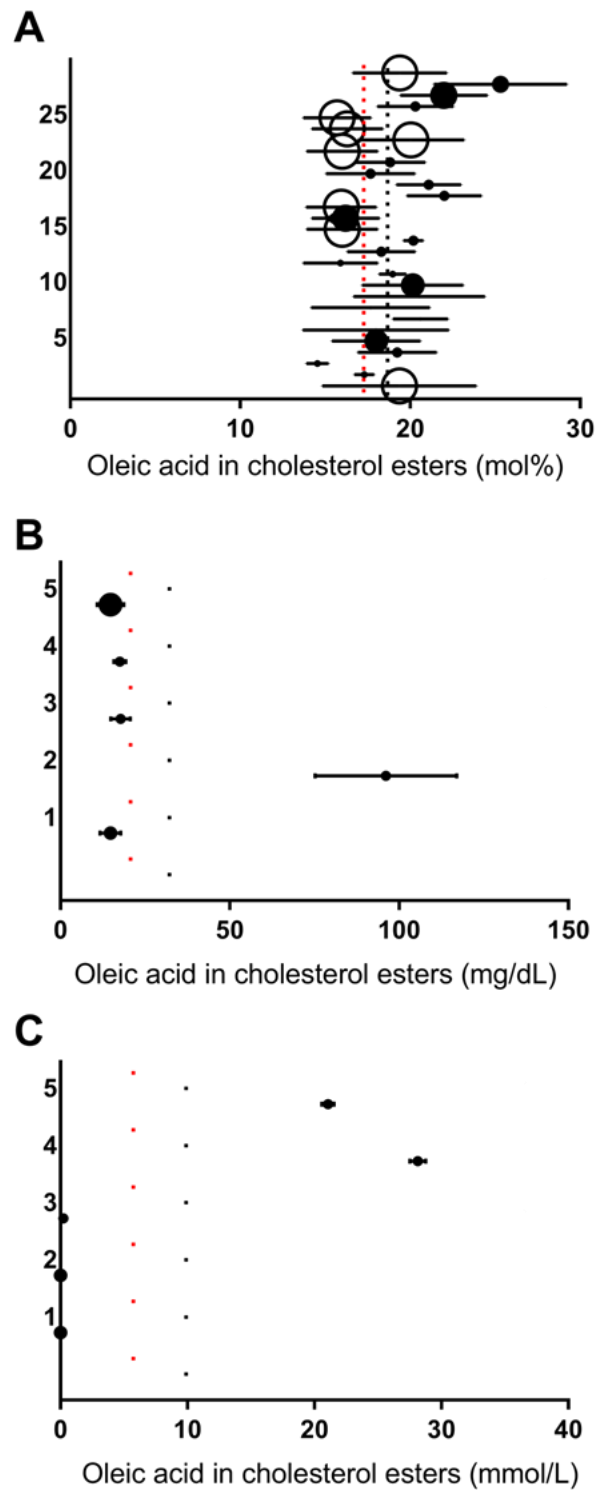 A
25
20
15
10
5
0 10 20 30
Oleic acid in cholesterol esters (mol%)
B
5
4
3
2
1
0 50 100 150
Oleic acid in cholesterol esters (mg/dL)
C
5
4
3
2
1
0 10 20 30 40
Oleic acid in cholesterol esters (mmol/L)